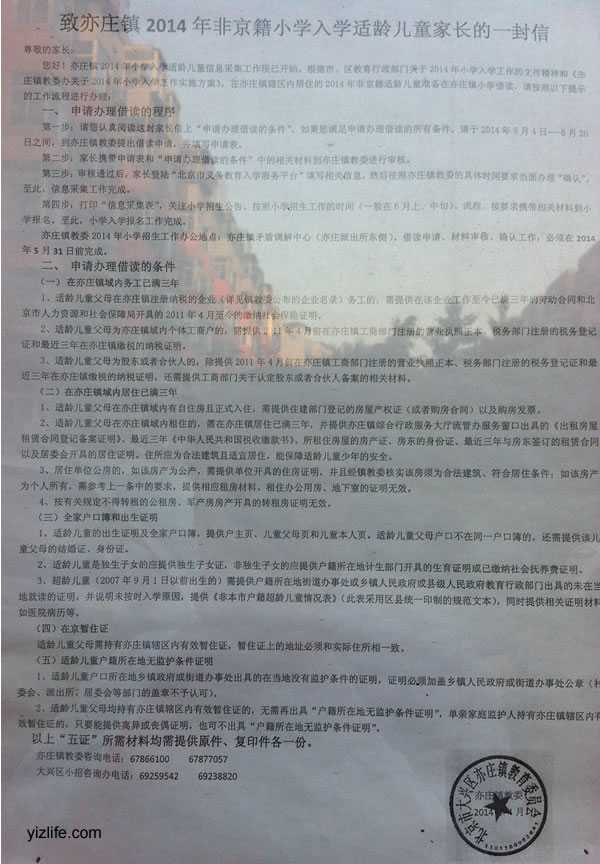 致亦庄镇 2014 年非京籍小学入学适龄儿童家长的一封信
尊敬的家长：
您好！亦庄镇 2014 年小学入学适龄儿童信息采集工作现已开始，根据市、区教育行政部门关于 2014 年小学入学工作的文件精神和《亦
庄镇教委办关于 2014 年小学入学工作实施方案》，在亦庄镇辖区内居住的 2014 年非京籍适龄儿童准备在亦庄镇小学借读，请按照以下提示
的工作流程进行办理：
一、 申请办理借读的程序
第一步：请您认真阅读这封家长信上“申请办理借读的条件”，如果您满足申请办理借读的所有条件，请于 2014 年5月4日—5月20
日之间，到亦庄镇教委提出借读申请，并填写申请表。
第二步：家长携带申请表和“申请办理借读的条件”中的相关材料到亦庄镇教委进行审核。
第三步：审核通过后，家长登陆“北京市义务教育入学服务平台”填写相关信息，然后按照亦庄镇教委的具体时间要求当面办理“确认”。
至此，信息采集工作完成。
第四步：打印“信息采集表”，关注小学招生公告，按照小学招生工作的时间（一般在 6 月上、中旬）、流程，按要求携带相关材料到小
学报名。至此，小学入学报名工作完成。
亦庄镇教委 2014 年小学招生工作办公地点：亦庄镇矛盾调解中心（亦庄派出所东侧）。借读申请、材料审核、确认工作，必须在 2014
年 5 月 31 日前完成。
二、 申请办理借读的条件
（一）在亦庄镇域内务工已满三年
1、适龄儿童父母在亦庄镇注册纳税的企业（详见镇教委公布的企业名录）务工的，需提供在该企业工作至今已满三年的劳动合同和北
京市人力资源和社会保障局开具的 2011 年 4 月至今的缴纳社会保险证明。
2、适龄儿童父母为亦庄镇域内个体工商户的，需提供 2011 年 4 月前在亦庄镇工商部门注册的营业执照正本、税务部门注册的税务登记
证和最近三年在亦庄镇缴税的纳税证明。
3、适龄儿童父母为股东或者合伙人的，除提供 2011 年 4 月前在亦庄镇工商部门注册的营业执照正本、税务部门注册的税务登记证和最
近三年在亦庄镇缴税的纳税证明，还需提供工商部门关于认定股东或者合伙人备案的相关材料。
（二）在亦庄镇域内居住已满三年
1、适龄儿童父母在亦庄镇域内有自住房且正式入住，需提供住建部门登记的房屋产权证（或者购房合同）以及购房发票。
2、适龄儿童父母在亦庄镇域内租住的，需在亦庄镇居住已满三年，并提供亦庄镇综合行政服务大厅流管办服务窗口出具的《出租房屋
租赁合同登记备案证明》、最近三年《中华人民共和国税收缴款书》、所租住房屋的房产证、房东的身份证、最近三年与房东签订的租赁合同
以及居委会开具的居住证明。住所应为合法建筑且适宜居住，能保障适龄儿童少年的安全。
3、居住单位公房的，如该房产为公产，需提供单位开具的住房证明，并且经镇教委核实该房须为合法建筑、符合居住条件；如该房产
为个人所有，需参考上一条中的要求，提供相应租房材料，租住办公用房、地下室的证明无效。
4、按有关规定不得转租的公租房、军产房房产开具的转租房证明无效。
（三）全家户口簿和出生证明
1、适龄儿童的出生证明及全家户口簿，提供户主页、儿童父母页和儿童本人页。适龄儿童父母户口不在同一户口簿的，还需提供该儿
童父母的结婚证、身份证。
2、适龄儿童是独生子女的应提供独生子女证，非独生子女的应提供户籍所在地计生部门开具的生育证明或已缴纳社会抚养费证明。
3、超龄儿童（2007 年 9 月 1 日以前出生的）需提供户籍所在地街道办事处或乡镇人民政府或县级人民政府教育行政部门出具的未在当
地就读的证明，并说明未按时入学原因，提供《非本市户籍超龄儿童情况表》（此表采用区县统一印制的规范文本），同时提供相关证明材料
如医院病历等。
（四）在京暂住证
适龄儿童父母需持有亦庄镇辖区内有效暂住证，暂住证上的地址必须和实际住所相一致。
（五）适龄儿童户籍所在地无监护条件证明
1、适龄儿童户口所在地乡镇政府或街道办事处出具的在当地没有监护条件的证明，证明必须加盖乡镇人民政府或街道办事处公章（村
委会、派出所、居委会等部门的盖章不予认可）。
2、适龄儿童父母均持有亦庄镇辖区内有效暂住证的，无需再出具“户籍所在地无监护条件证明”，单亲家庭监护人持有亦庄镇辖区内有
效暂住证的，只要能提供离异或丧偶证明，也可不出具“户籍所在地无监护条件证明”。
以上“五证”所需材料均需提供原件、复印件各一份。
亦庄镇教委咨询电话：67866100 67877057
大兴区小招咨询办电话：69259542 69238820
亦庄镇教委
2014 年 4 月
北京市大兴区亦庄镇教育委员会
yizlife.com